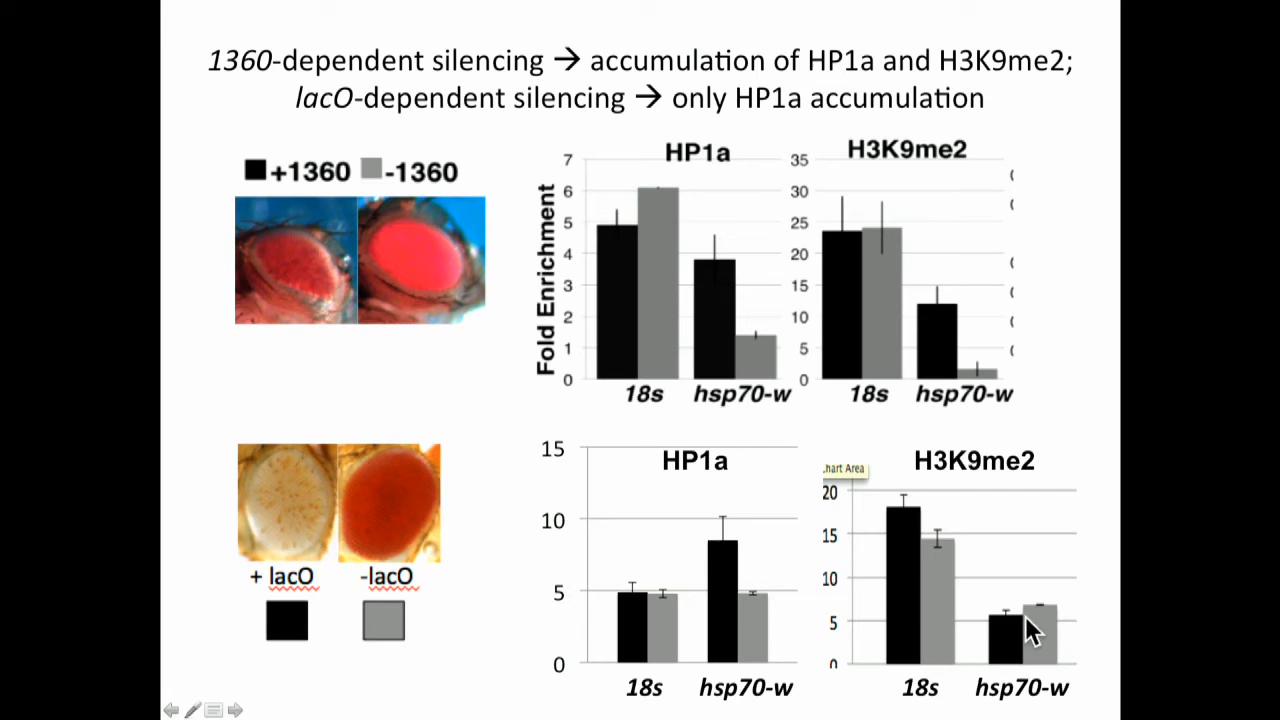 1360-dependent silencing → accumulation of HP1a and H3K9me2;
lacO-dependent silencing → only HP1a accumulation
+1360 -1360
HP1a
Fold Enrichment
7
6
5
4
3
2
1
0
18s hsp70-w
H3K9me2
35
30
25
20
15
10
5
0
18s hsp70-w
+ lacO -lacO
HP1a
15
10
5
0
18s hsp70-w
hart Area
H3K9me2
20
15
10
5
0
18s hsp70-w